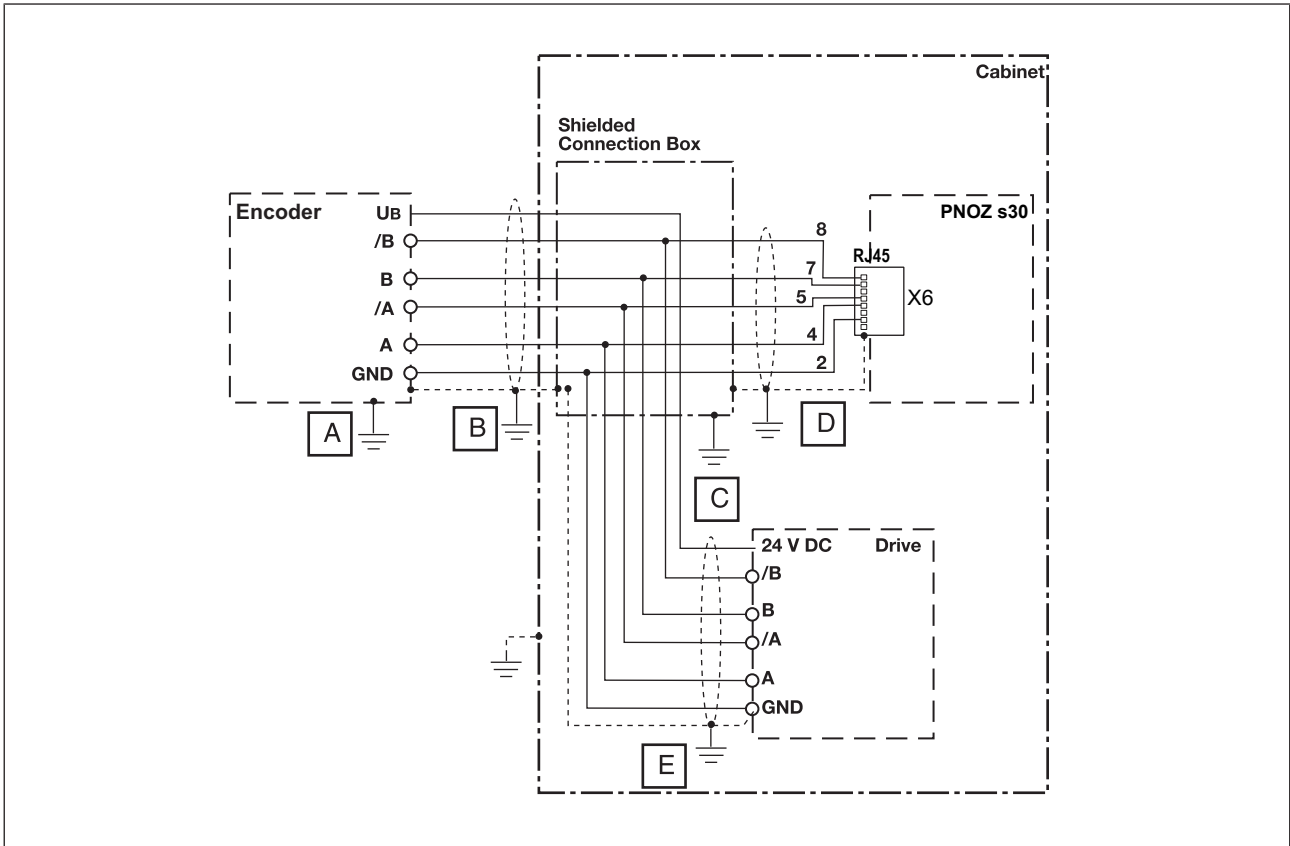 Cabinet
Shielded
Connection Box
Encoder
UB
/B
B
/A
A
GND
PNOZ s30
8
RJ45
7
X6
5
4
2
A
B
D
C
24 V DC
Drive
/B
B
/A
A
GND
E